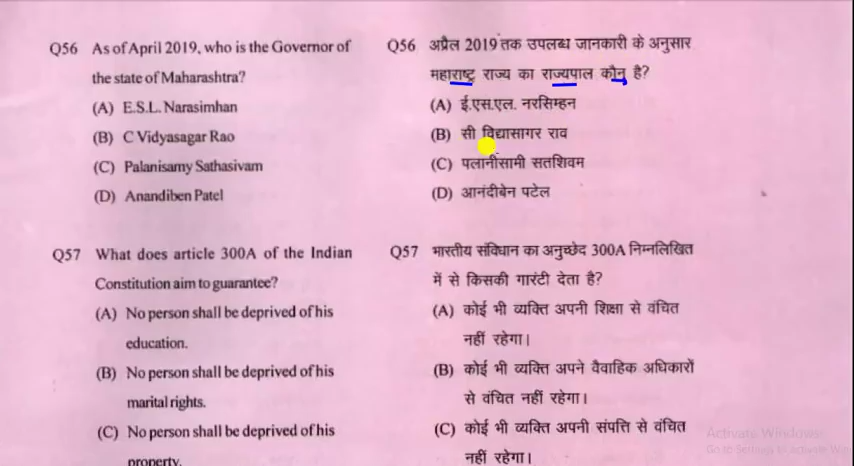 Q56 As of April 2019, who is the Governor of
the state of Maharashtra?
(A) E.S.L. Narasimhan
(B) C Vidyasagar Rao
(C) Palanisamy Sathasivam
(D) Anandiben Patel
Q57 What does article 300A of the Indian
Constitution aim to guarantee?
(A) No person shall be deprived of his
education.
(B) No person shall be deprived of his
marital rights.
(C) No person shall be deprived of his
property.
Q56 अप्रैल 2019 तक उपलब्ध जानकारी के अनुसार
महाराष्ट्र राज्य का राज्यपाल कौन है?
(A) ई.एस.एल. नरसिम्हन
(B) सी विद्यासागर राव
(C) पलानीसामी सतशिवम
(D) आनंदीबेन पटेल
Q57 भारतीय संविधान का अनुच्छेद 300A निम्नलिखित
में से किसकी गारंटी देता है?
(A) कोई भी व्यक्ति अपनी शिक्षा से वंचित
नहीं रहेगा।
(B) कोई भी व्यक्ति अपने वैवाहिक अधिकारों
से वंचित नहीं रहेगा।
(C) कोई भी व्यक्ति अपनी संपत्ति से वंचित
नहीं रहेगा।
Activate Windows
Go to Settings to activate